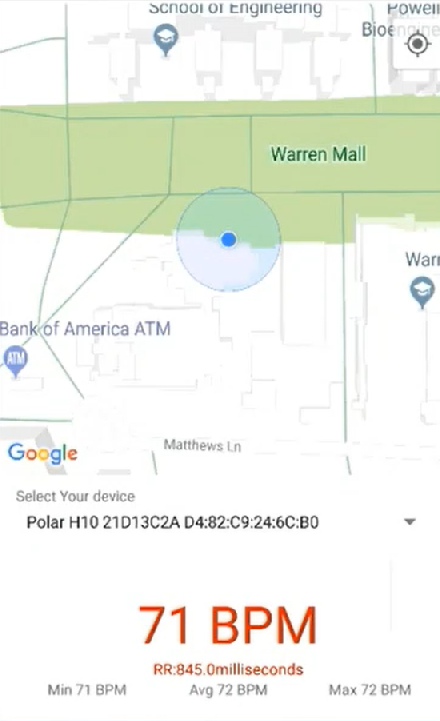 School of Engineering
Powell
Bioengine
Warren Mall
Warr
Bank of America ATM
ATM
Google
Matthews Ln
Select Your device
Polar H10 21D13C2A D4:82:C9:24:6C:B0
71 BPM
RR:845.0milliseconds
Min 71 BPM Avg 72 BPM Max 72 BPM